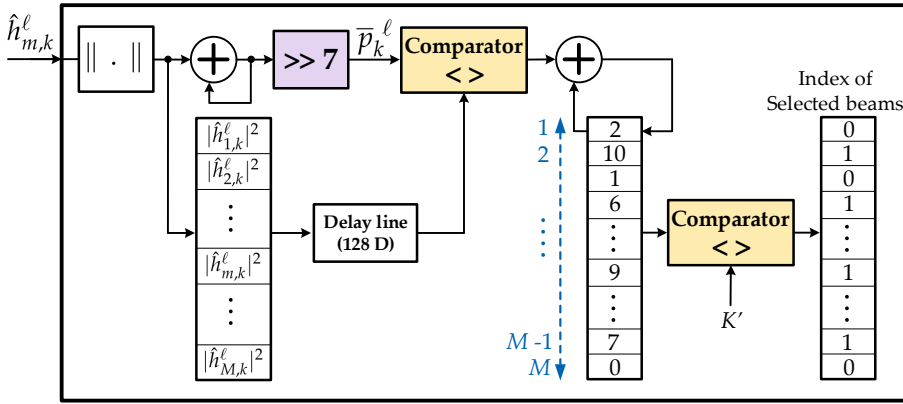 ĥ^ℓ_{m,k}
‖ . ‖
+
>> 7
p̅_k^ℓ
Comparator
< >
+
|ĥ^ℓ_{1,k}|²
|ĥ^ℓ_{2,k}|²
⋮
|ĥ^ℓ_{m,k}|²
⋮
|ĥ^ℓ_{M,k}|²
Delay line
(128 D)
1
2
⋮
M -1
M
2
10
1
6
⋮
9
⋮
7
0
Comparator
< >
K′
Index of
Selected beams
0
1
0
1
⋮
1
⋮
1
0